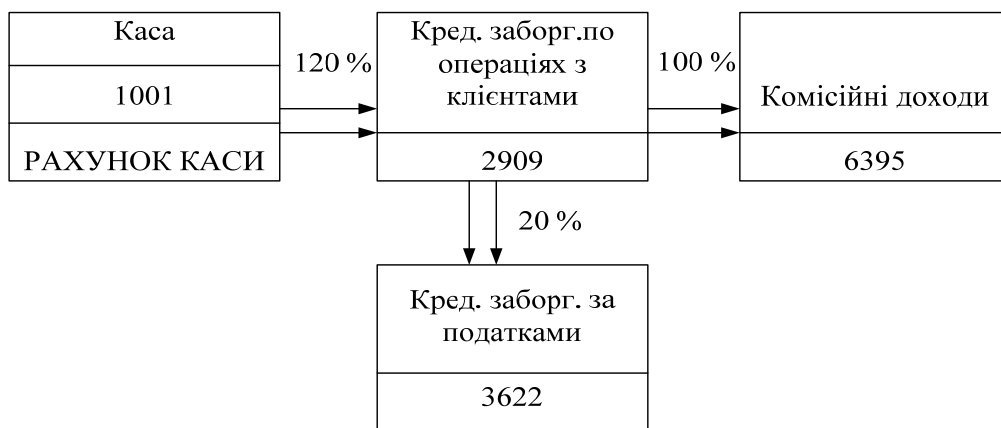 Каса
1001
РАХУНОК КАСИ
120 %
Кред. заборг.по
операціях з
клієнтами
2909
100 %
Комісійні доходи
6395
20 %
Кред. заборг. за
податками
3622